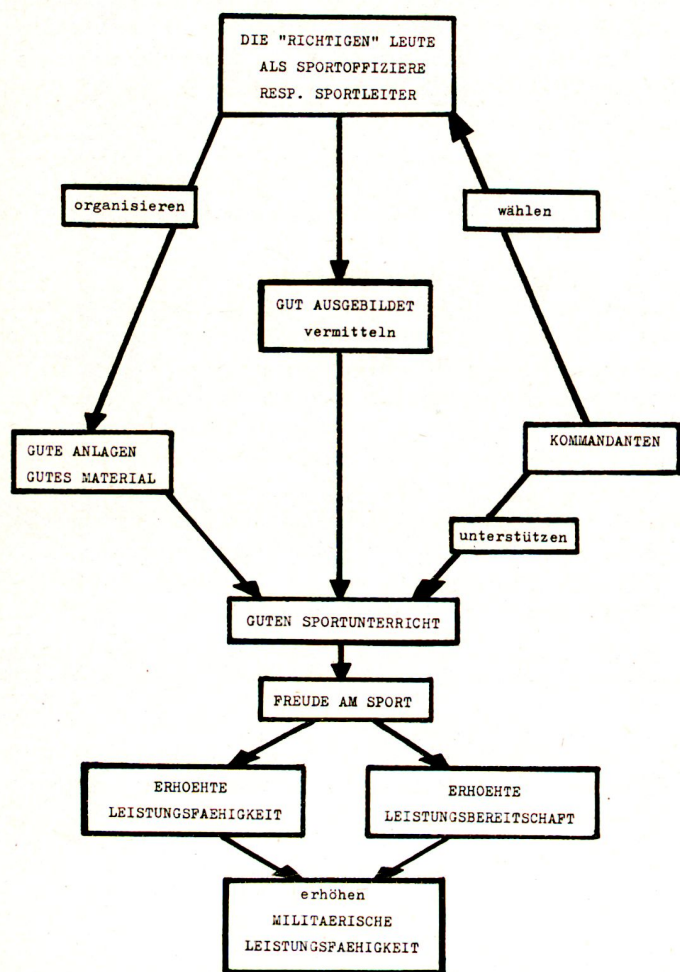 DIE "RICHTIGEN" LEUTE
ALS SPORTOFFIZIERE
RESP. SPORTLEITER
organisieren
wählen
GUT AUSGEBILDET
vermitteln
GUTE ANLAGEN
GUTES MATERIAL
KOMMANDANTEN
unterstützen
GUTEN SPORTUNTERRICHT
FREUDE AM SPORT
ERHOEHTE
LEISTUNGSFAEHIGKEIT
ERHOEHTE
LEISTUNGSBEREITSCHAFT
erhöhen
MILITAERISCHE
LEISTUNGSFAEHIGKEIT